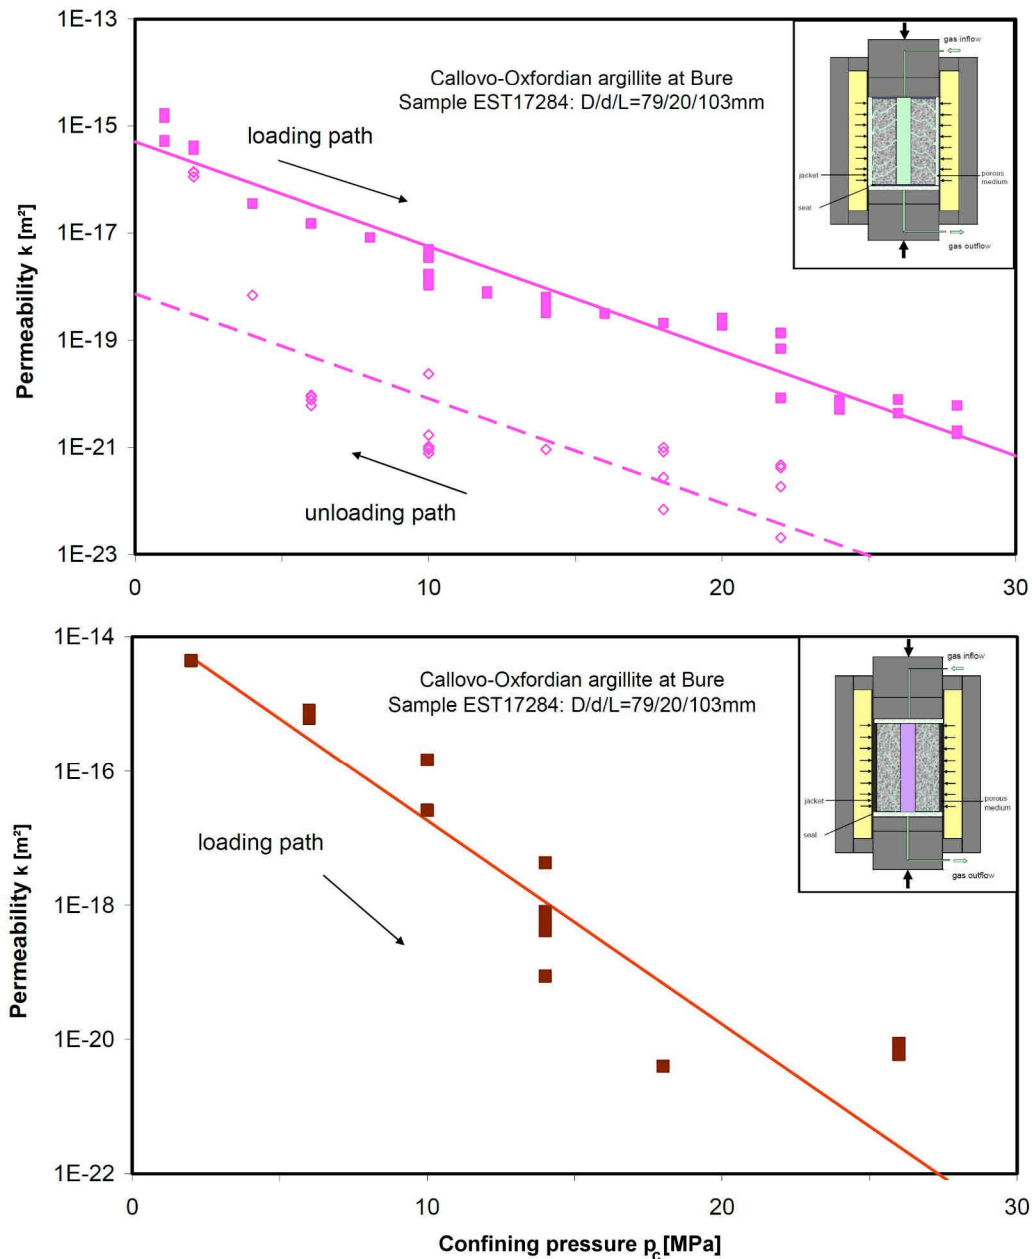 1E-13
1E-15
1E-17
1E-19
1E-21
1E-23
Permeability k [m²]
Callovo-Oxfordian argillite at Bure
Sample EST17284: D/d/L=79/20/103mm
loading path
unloading path
gas inflow
jacket
porous
medium
seal
gas outflow
0
10
20
30
1E-14
1E-16
1E-18
1E-20
1E-22
Permeability k [m²]
Callovo-Oxfordian argillite at Bure
Sample EST17284: D/d/L=79/20/103mm
loading path
gas inflow
jacket
porous
medium
seal
gas outflow
0
10
20
30
Confining pressure pc [MPa]